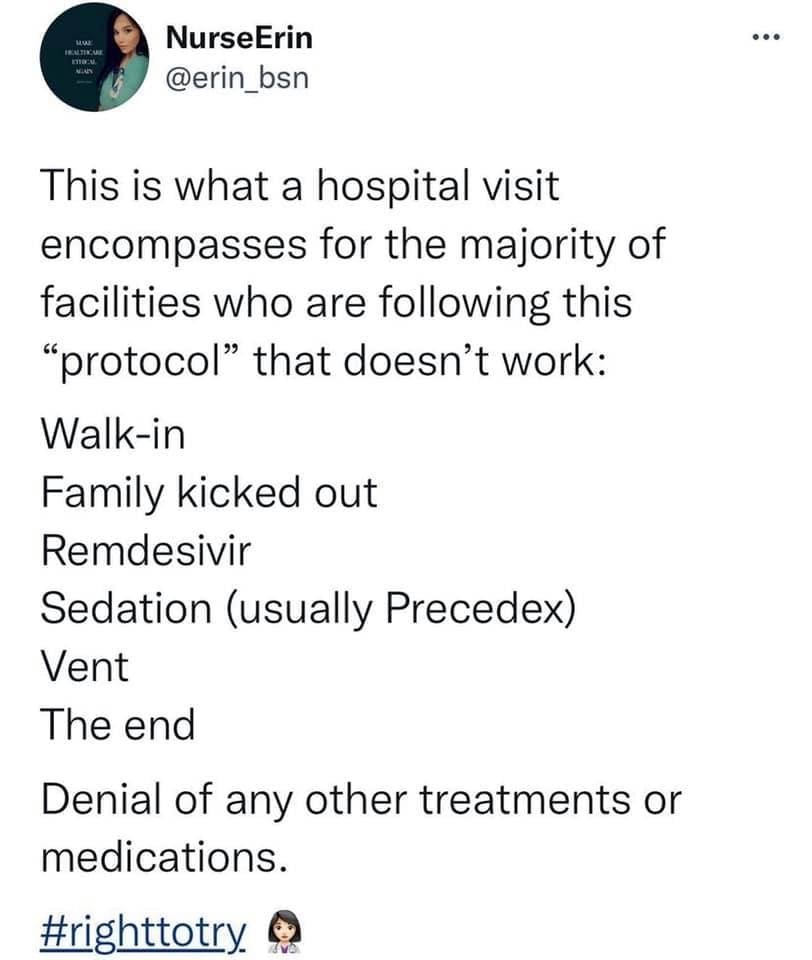 MAKE
HEALTHCARE
ETHICAL
AGAIN
NurseErin
@erin_bsn
This is what a hospital visit
encompasses for the majority of
facilities who are following this
“protocol” that doesn’t work:
Walk-in
Family kicked out
Remdesivir
Sedation (usually Precedex)
Vent
The end
Denial of any other treatments or
medications.
#righttotry